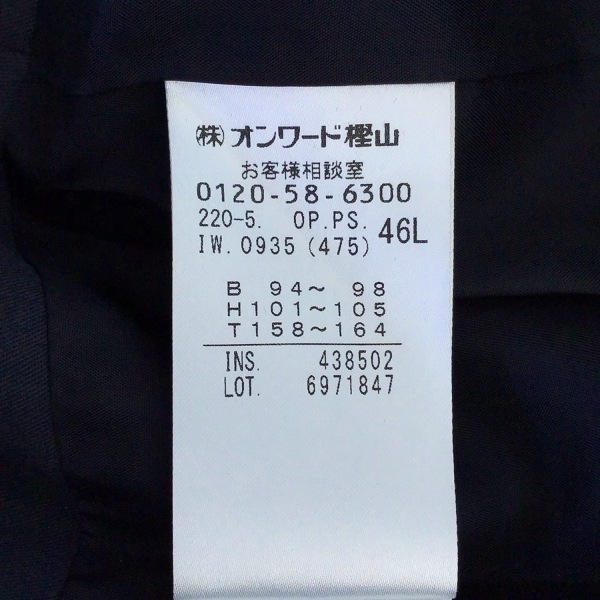 ㈱オンワード樫山
お客様相談室
0120-58-6300
220-5. OP.PS. 46L
IW.0935(475)
B 94～ 98
H101～105
T158～164
INS. 438502
LOT. 6971847